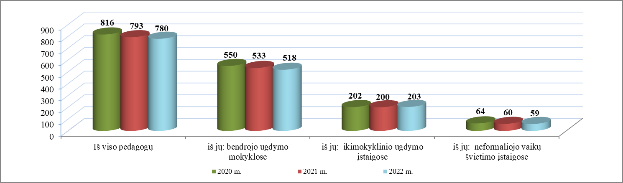 816 793 780
550 533 518
202 200 203
64 60 59
900
800
700
600
500
400
300
200
100
0
Iš viso pedagogų
iš jų: bendrojo ugdymo
mokyklose
iš jų: ikimokyklinio ugdymo
įstaigose
iš jų: neformaliojo vaikų
švietimo įstaigose
2020 m. 2021 m. 2022 m.